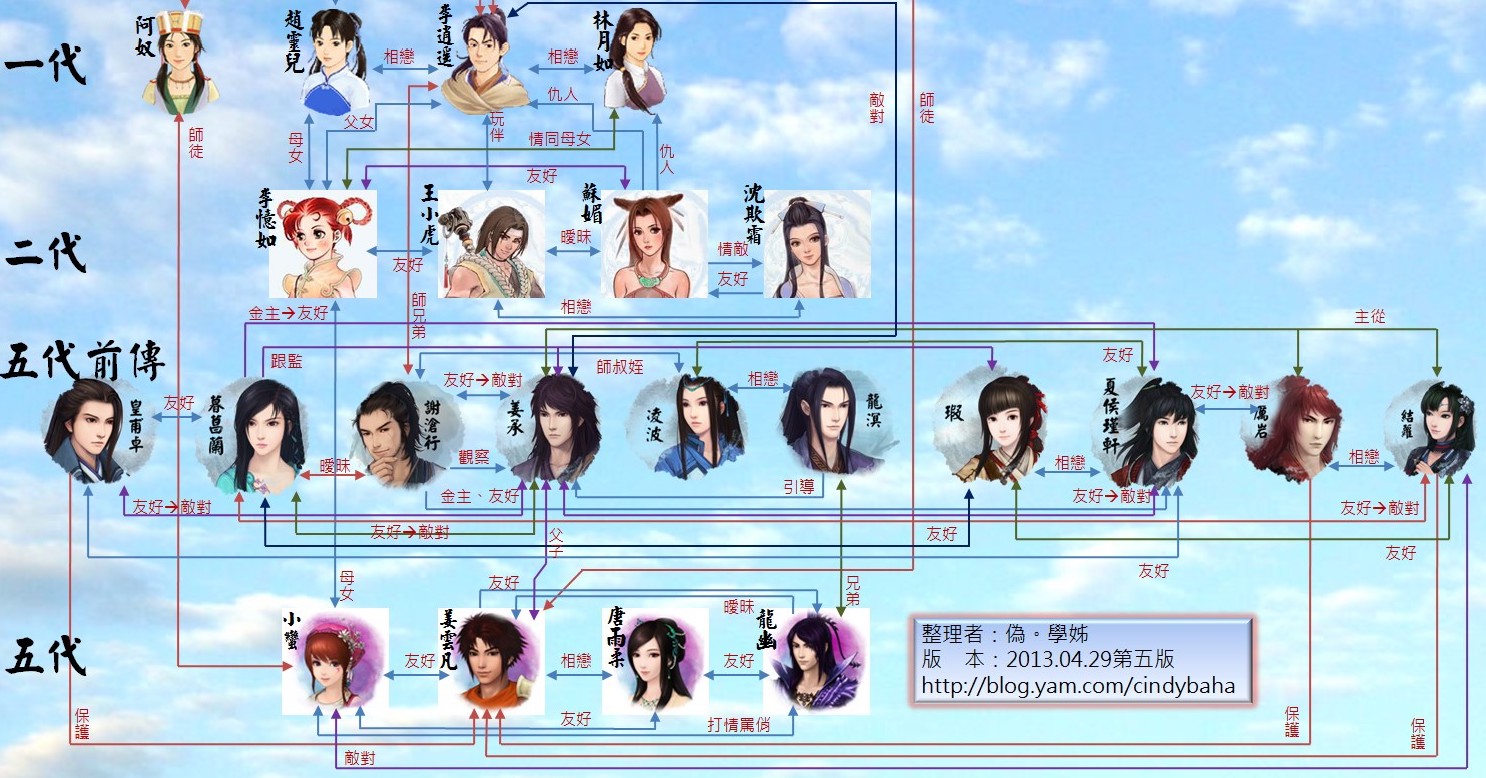 一代
阿奴
趙靈兒
相戀
李逍遙
相戀
林月如
師徒
母女
父女
玩伴
仇人
情同母女
仇人
敵對
師徒
友好
二代
李憶如
友好
王小虎
曖昧
蘇媚
情敵
友好
沈欺霜
相戀
金主→友好
師兄弟
主從
五代前傳
跟監
師叔姪
友好
皇甫卓
友好
暮菖蘭
曖昧
謝滄行
友好→敵對
觀察
姜承
凌波
相戀
龍溟
瑕
相戀
夏侯瑾軒
友好→敵對
厲岩
相戀
結蘿
金主、友好
引導
友好→敵對
友好→敵對
友好→敵對
友好→敵對
父子
友好
友好
友好
母女
友好
曖昧
兄弟
五代
小蠻
友好
姜雲凡
相戀
唐雨柔
友好
龍幽
友好
打情罵俏
敵對
保護
保護
保護
整理者：偽。學姊
版　本：2013.04.29第五版
http://blog.yam.com/cindybaha